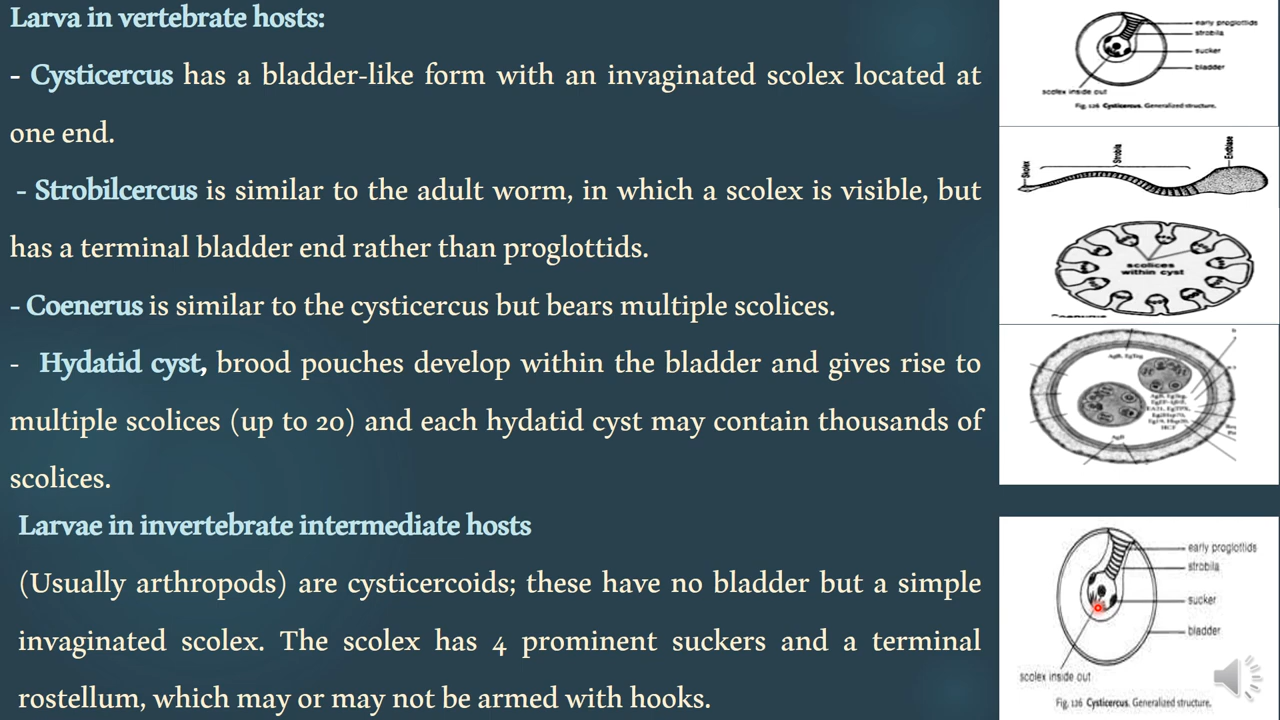 Larva in vertebrate hosts:
- Cysticercus has a bladder-like form with an invaginated scolex located at
one end.
- Strobilcercus is similar to the adult worm, in which a scolex is visible, but
has a terminal bladder end rather than proglottids.
- Coenerus is similar to the cysticercus but bears multiple scolices.
- Hydatid cyst, brood pouches develop within the bladder and gives rise to
multiple scolices (up to 20) and each hydatid cyst may contain thousands of
scolices.
Larvae in invertebrate intermediate hosts
(Usually arthropods) are cysticercoids; these have no bladder but a simple
invaginated scolex. The scolex has 4 prominent suckers and a terminal
rostellum, which may or may not be armed with hooks.
early proglottids
strobila
sucker
bladder
scolex inside out
Fig. 126 Cysticercus. Generalized structure.
Skolex
Strobila
Endblase
scolices
within cyst
early proglottids
strobila
sucker
bladder
scolex inside out
Fig. 126 Cysticercus. Generalized structure.